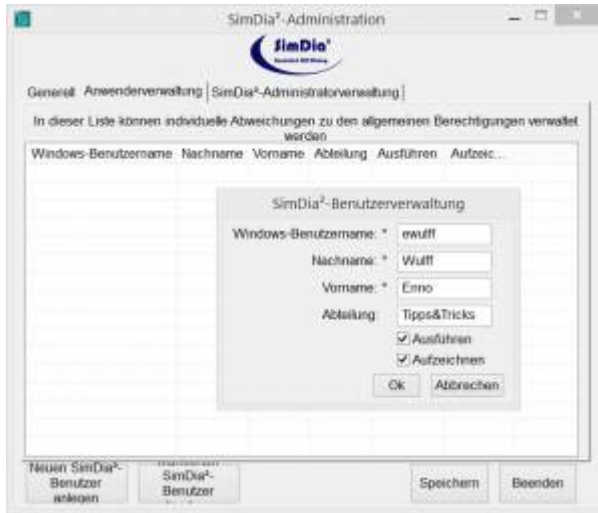 SimDia²-Administration
SimDia²
Generell Anwenderverwaltung SimDia²-Administratorverwaltung
In dieser Liste können individuelle Abweichungen zu den allgemeinen Berechtigungen verwaltet
werden
Windows-Benutzername Nachname Vorname Abteilung Ausführen Aufzeic...
SimDia²-Benutzerverwaltung
Windows-Benutzername: * ewulff
Nachname: * Wulff
Vorname: * Enno
Abteilung: Tipps&Tricks
Ausführen
Aufzeichnen
Ok Abbrechen
Neuen SimDia²-
Benutzer
anlegen
SimDia²-
Benutzer
Speichern Beenden